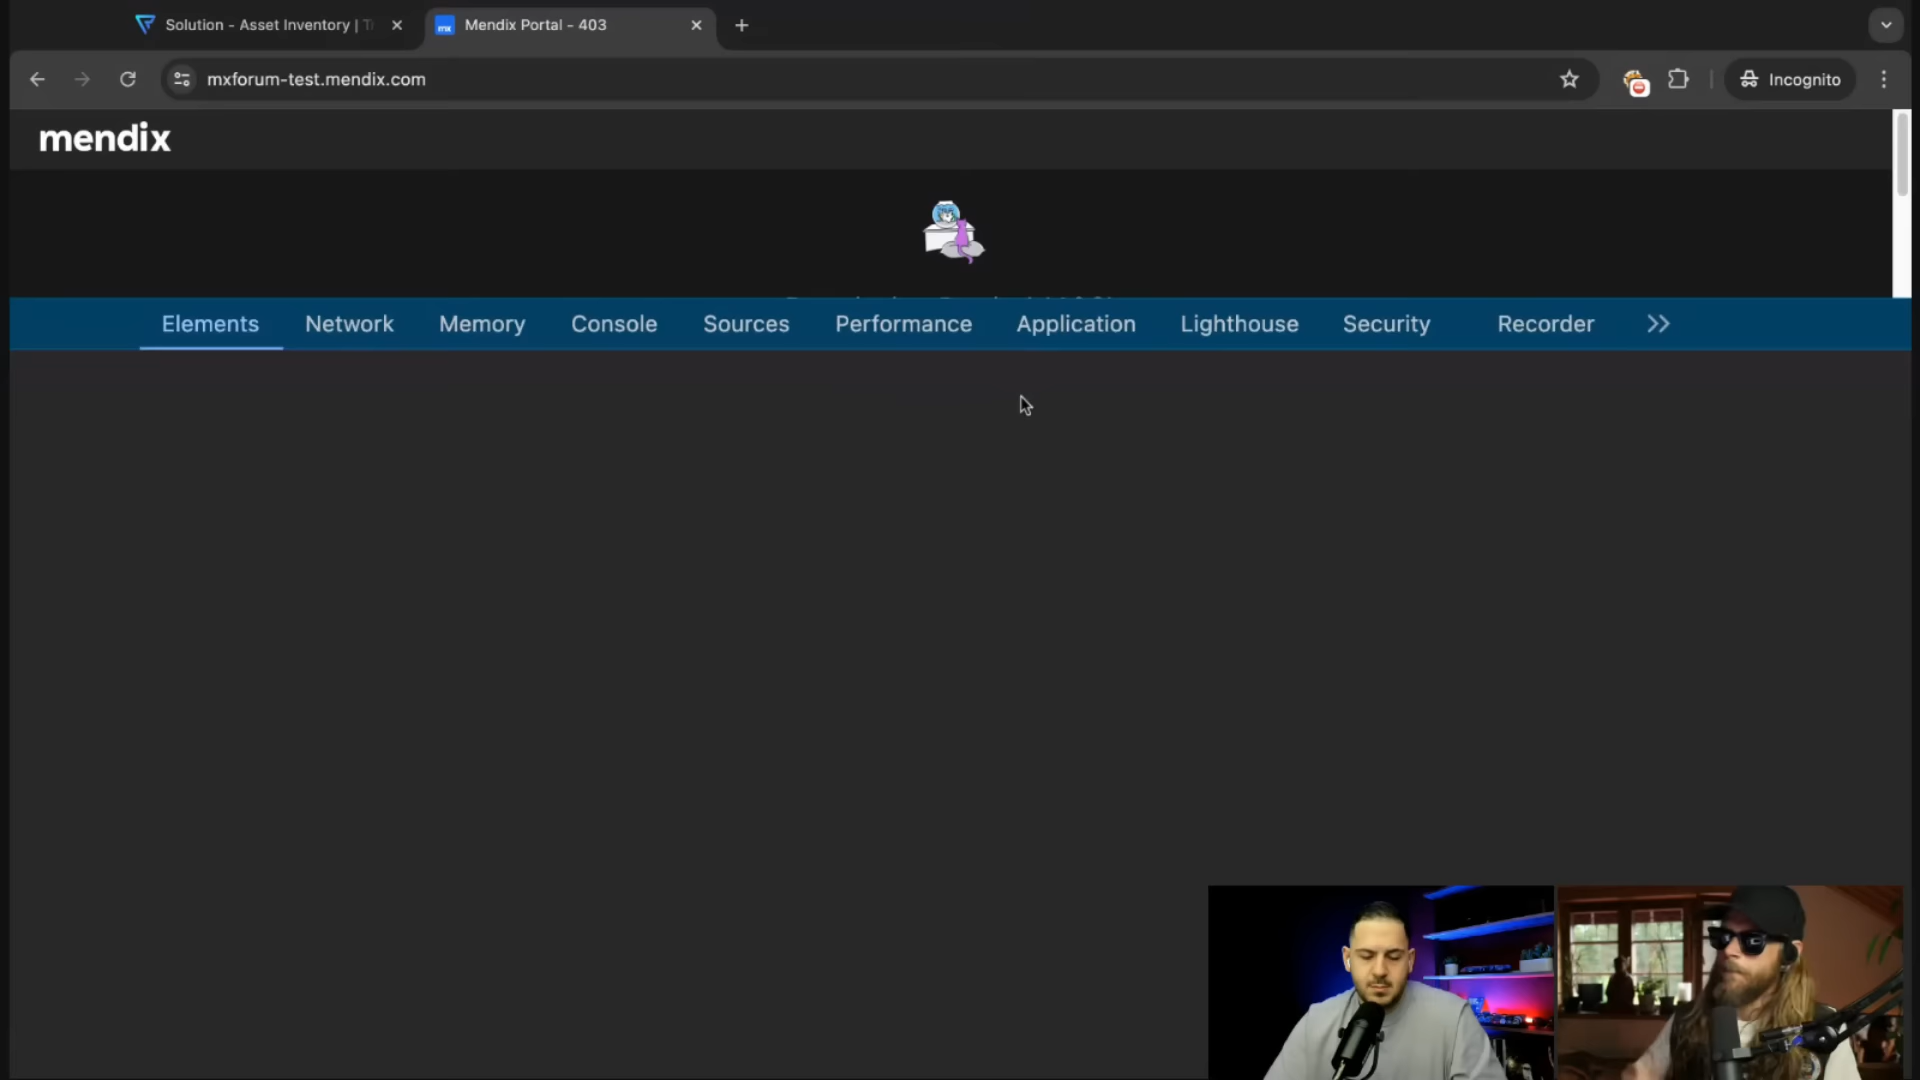 Solution - Asset Inventory |
mx Mendix Portal - 403
mxforum-test.mendix.com
Incognito
mendix
Elements Network Memory Console Sources Performance Application Lighthouse Security Recorder